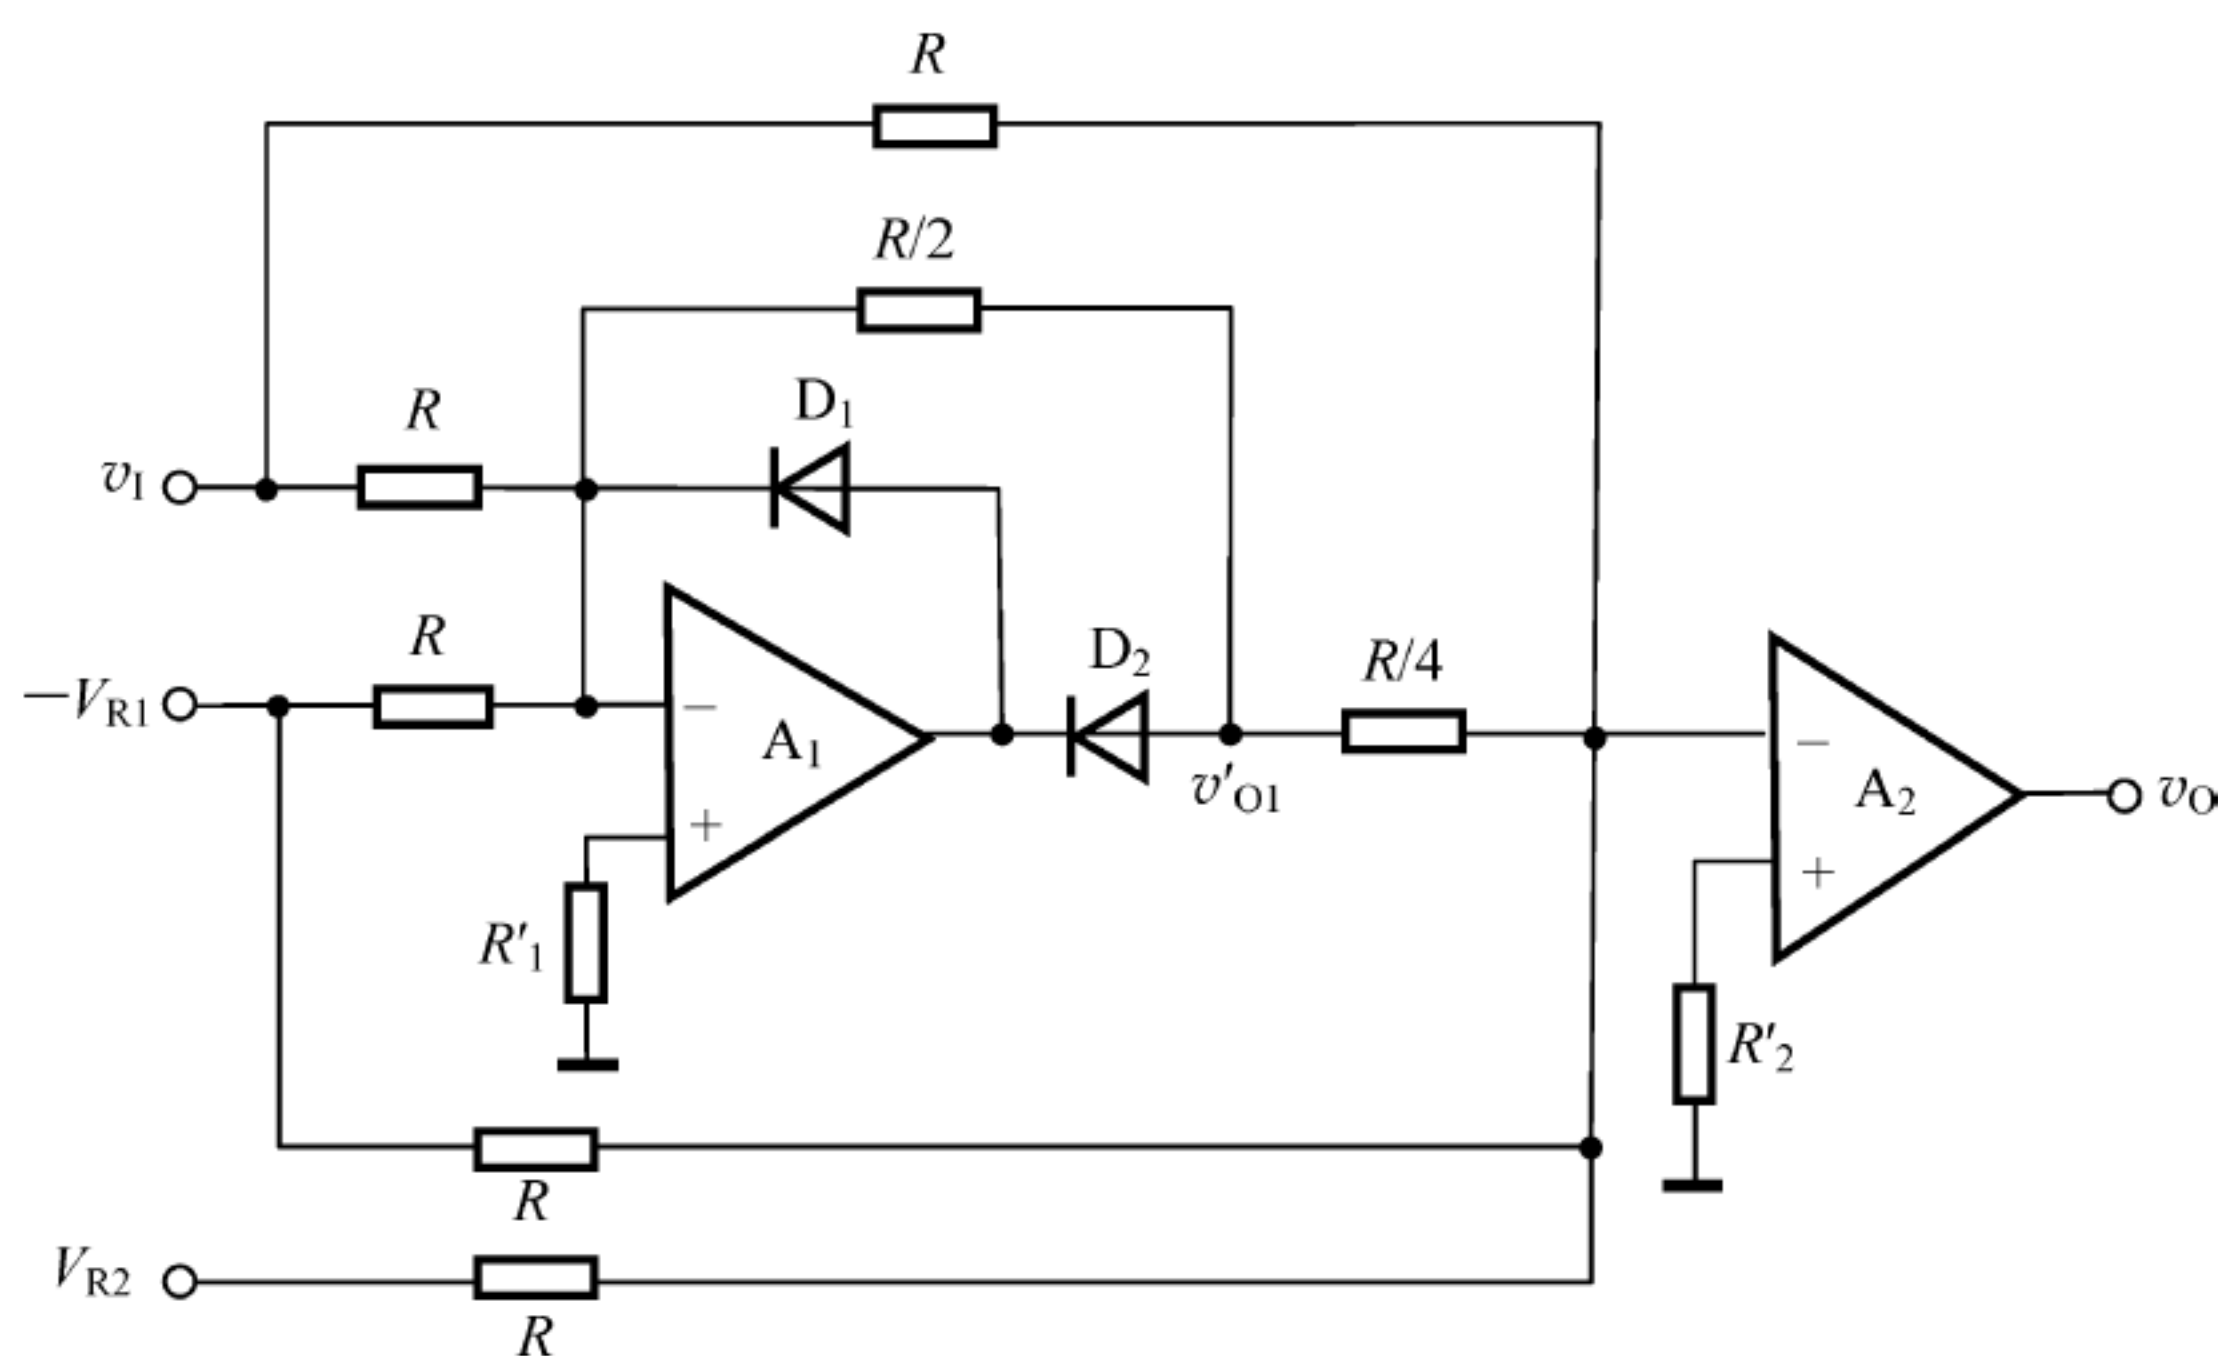 R
R/2
D₁
R
vI
R
−VR1
−
A₁
+
D₂
R/4
v′O1
−
A₂
+
vO
R′₁
R′₂
R
VR2
R